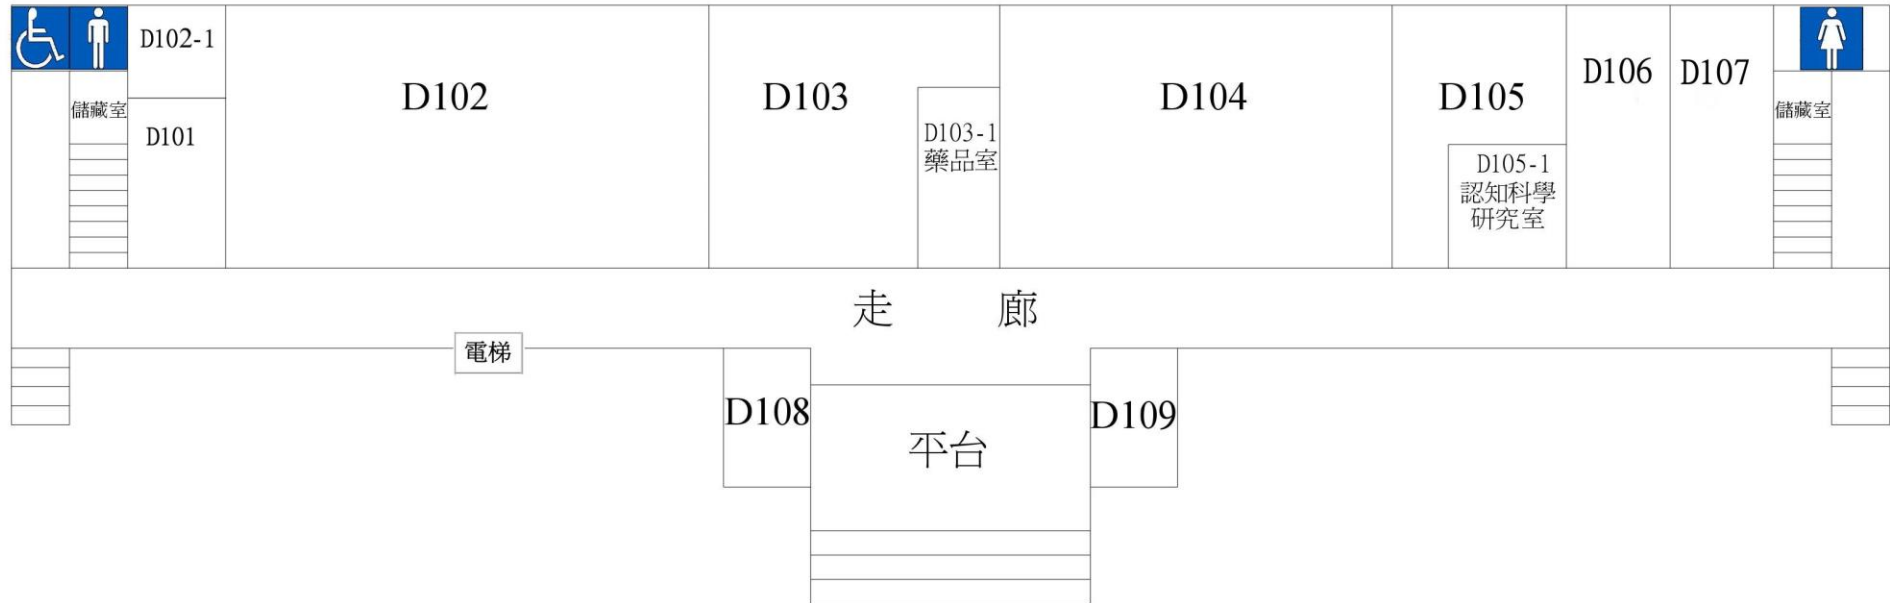 D102-1
D102
D103
D104
D105
D106
D107
儲藏室
D101
D103-1
藥品室
D105-1
認知科學
研究室
儲藏室
走 廊
電梯
D108
平台
D109